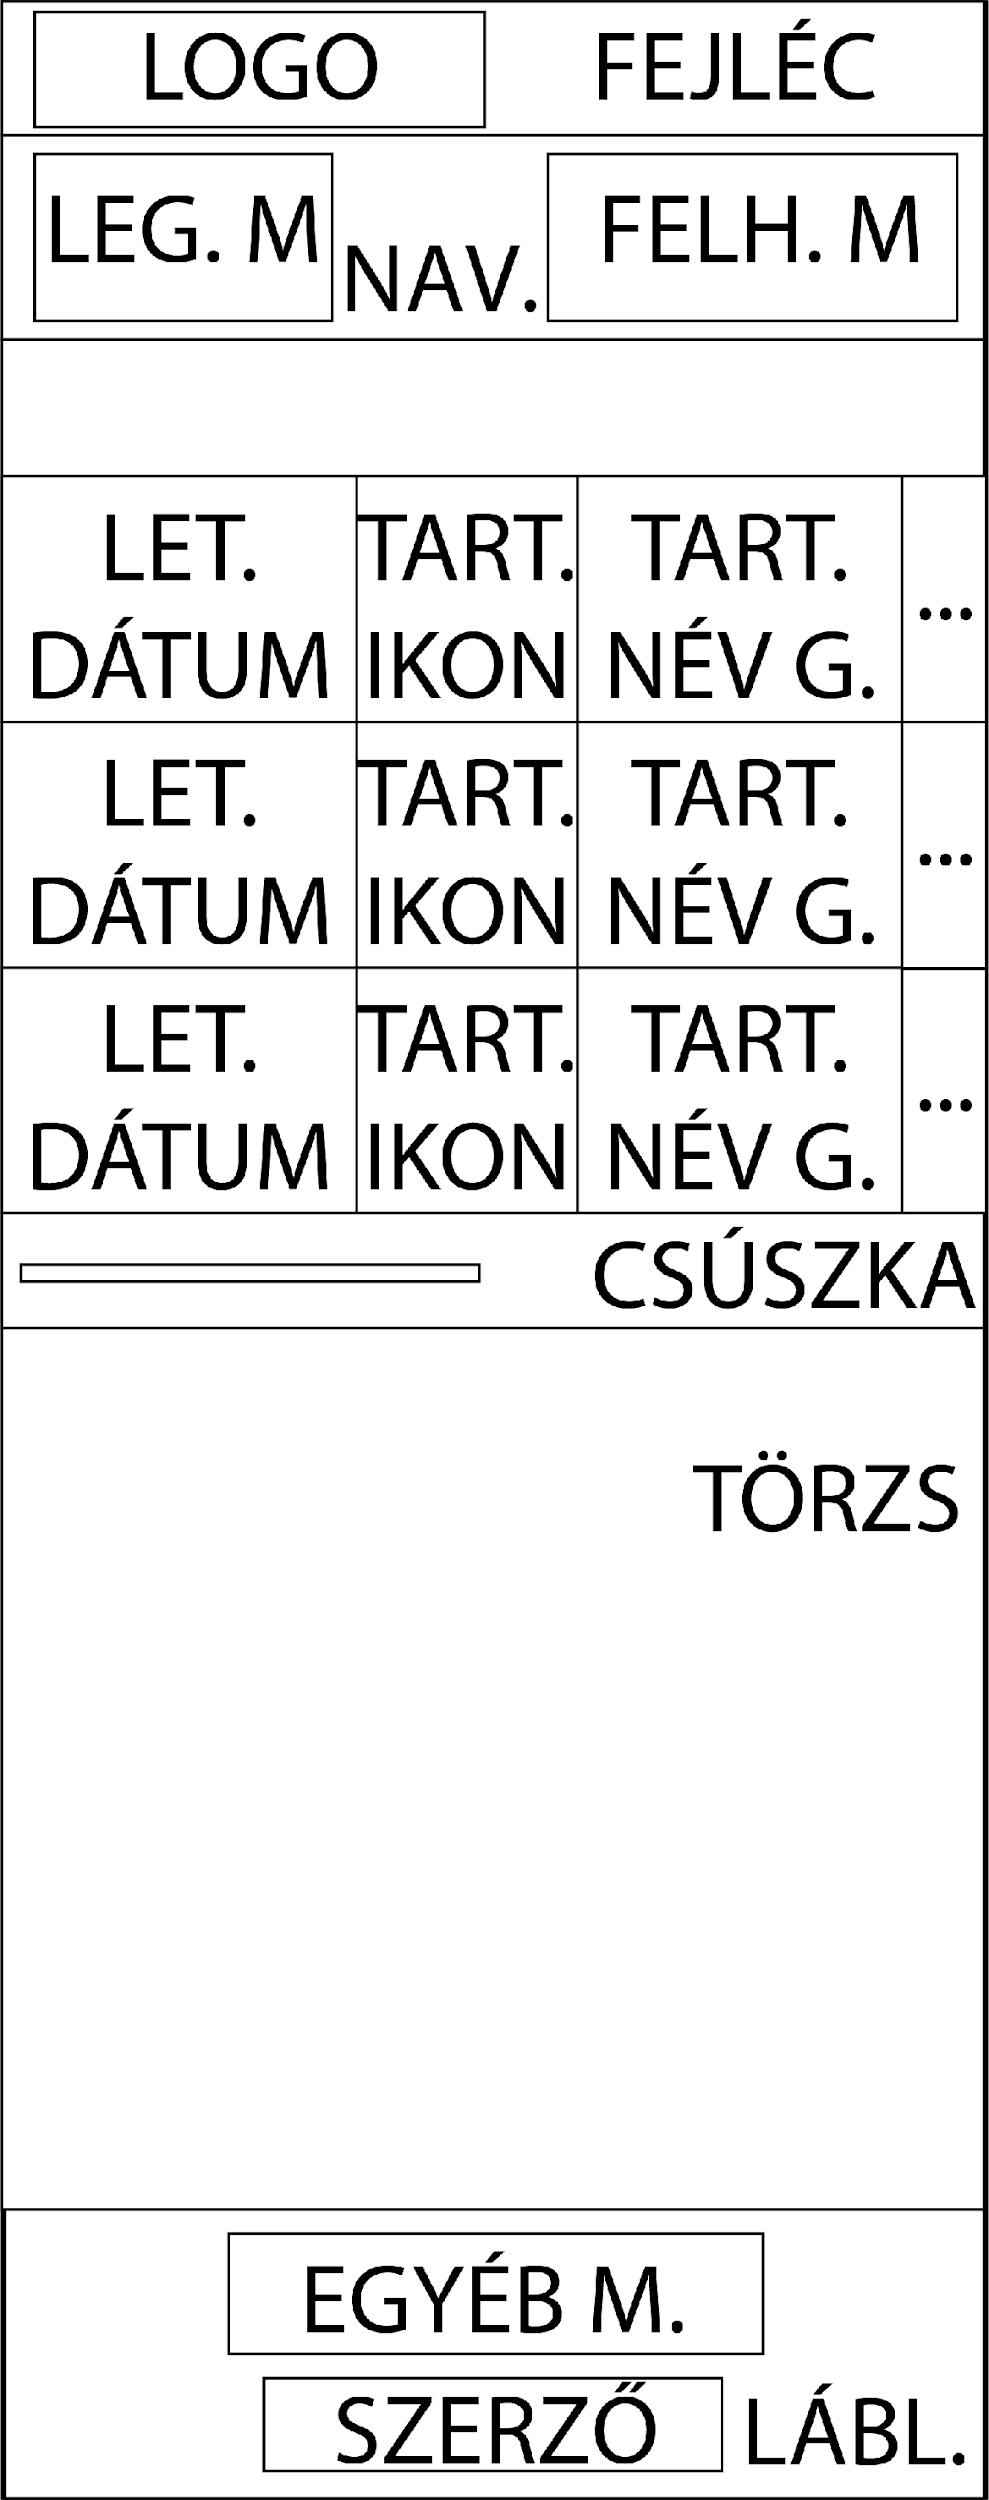 LOGO FEJLÉC
LEG. M NAV. FELH. M
LET. DÁTUM
TART. IKON
TART. NÉV G.
...
LET. DÁTUM
TART. IKON
TART. NÉV G.
...
LET. DÁTUM
TART. IKON
TART. NÉV G.
...
CSÚSZKA
TÖRZS
EGYÉB M.
SZERZŐ LÁBL.